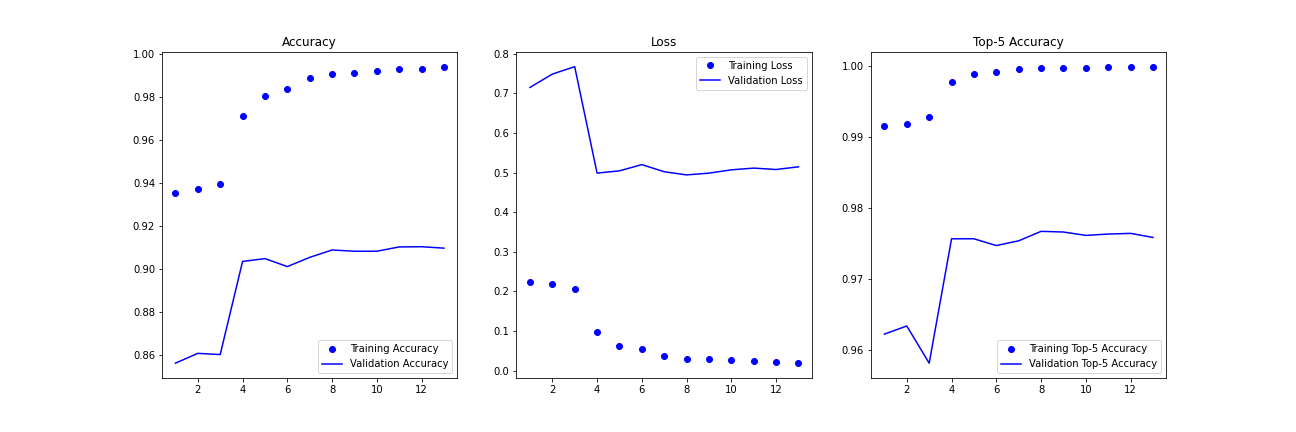 Accuracy
1.00
0.98
0.96
0.94
0.92
0.90
0.88
0.86
2 4 6 8 10 12
Training Accuracy
Validation Accuracy
Loss
0.8
0.7
0.6
0.5
0.4
0.3
0.2
0.1
0.0
2 4 6 8 10 12
Training Loss
Validation Loss
Top-5 Accuracy
1.00
0.99
0.98
0.97
0.96
2 4 6 8 10 12
Training Top-5 Accuracy
Validation Top-5 Accuracy